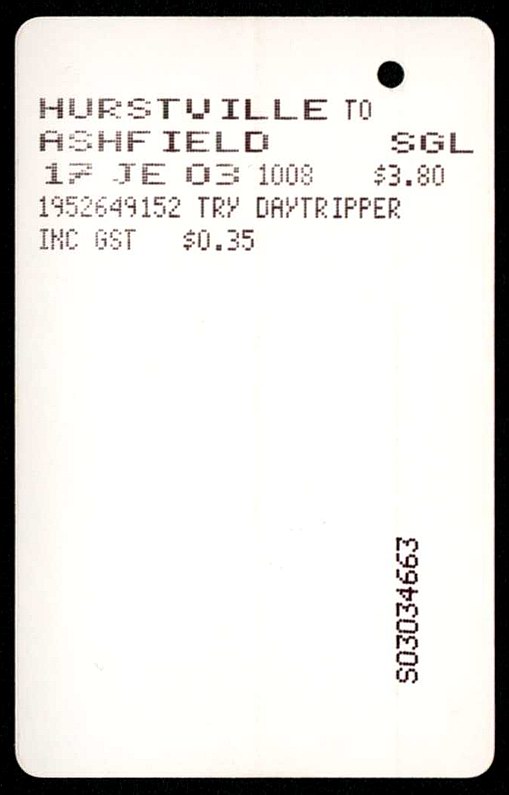 HURSTVILLE TO
ASHFIELD SGL
17 JE 03 1008 $3.80
1952649152 TRY DAYTRIPPER
INC GST $0.35
S03034663